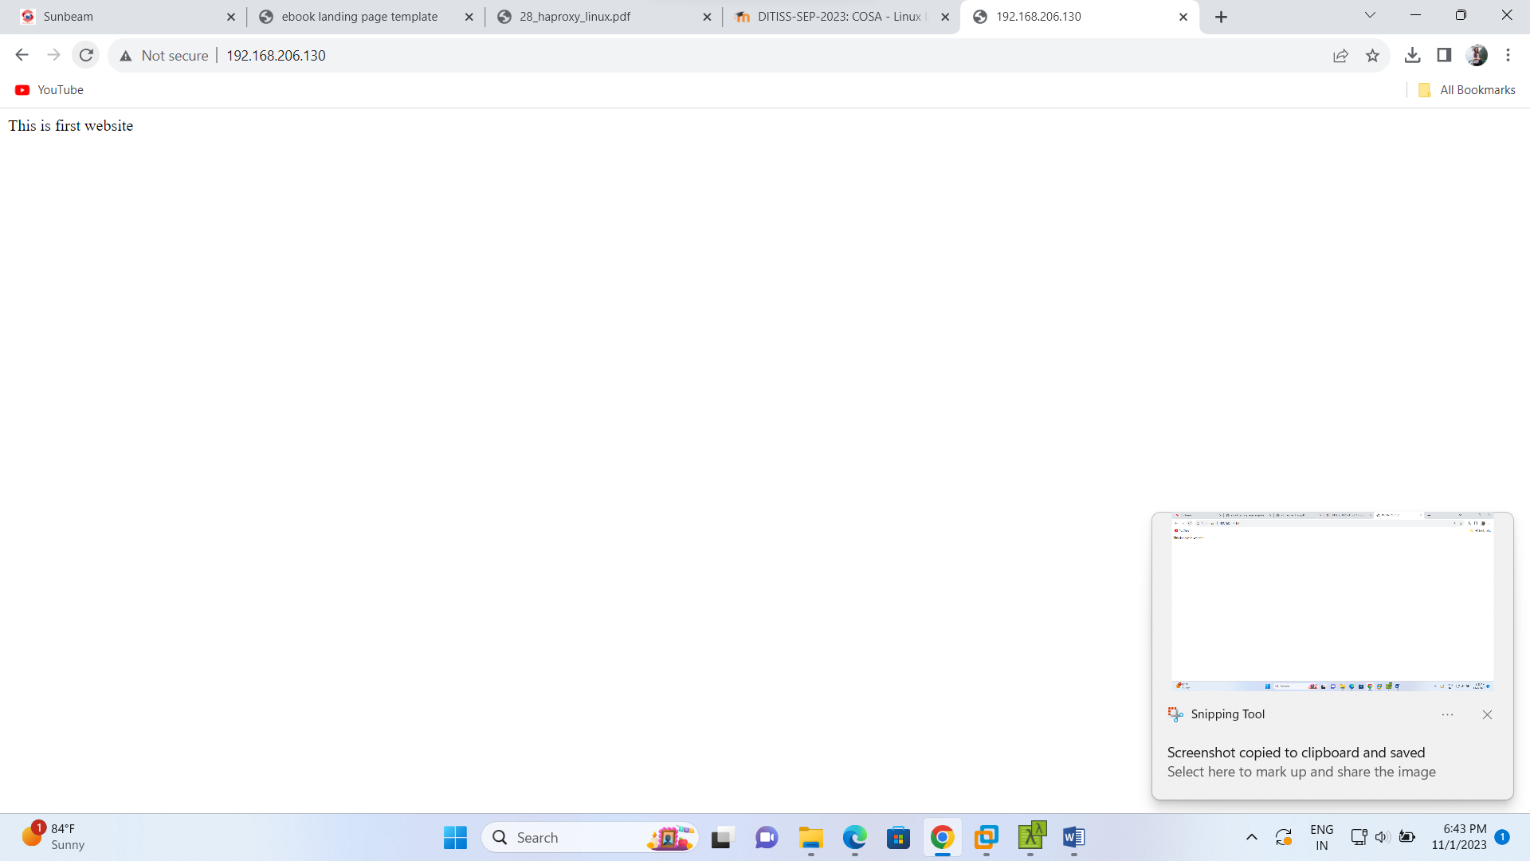 Sunbeam
ebook landing page template
28_haproxy_linux.pdf
DITISS-SEP-2023: COSA - Linux
192.168.206.130
Not secure
192.168.206.130
YouTube
All Bookmarks
This is first website
Snipping Tool
Screenshot copied to clipboard and saved
Select here to mark up and share the image
1
84°F
Sunny
Search
ENG
IN
6:43 PM
11/1/2023
1